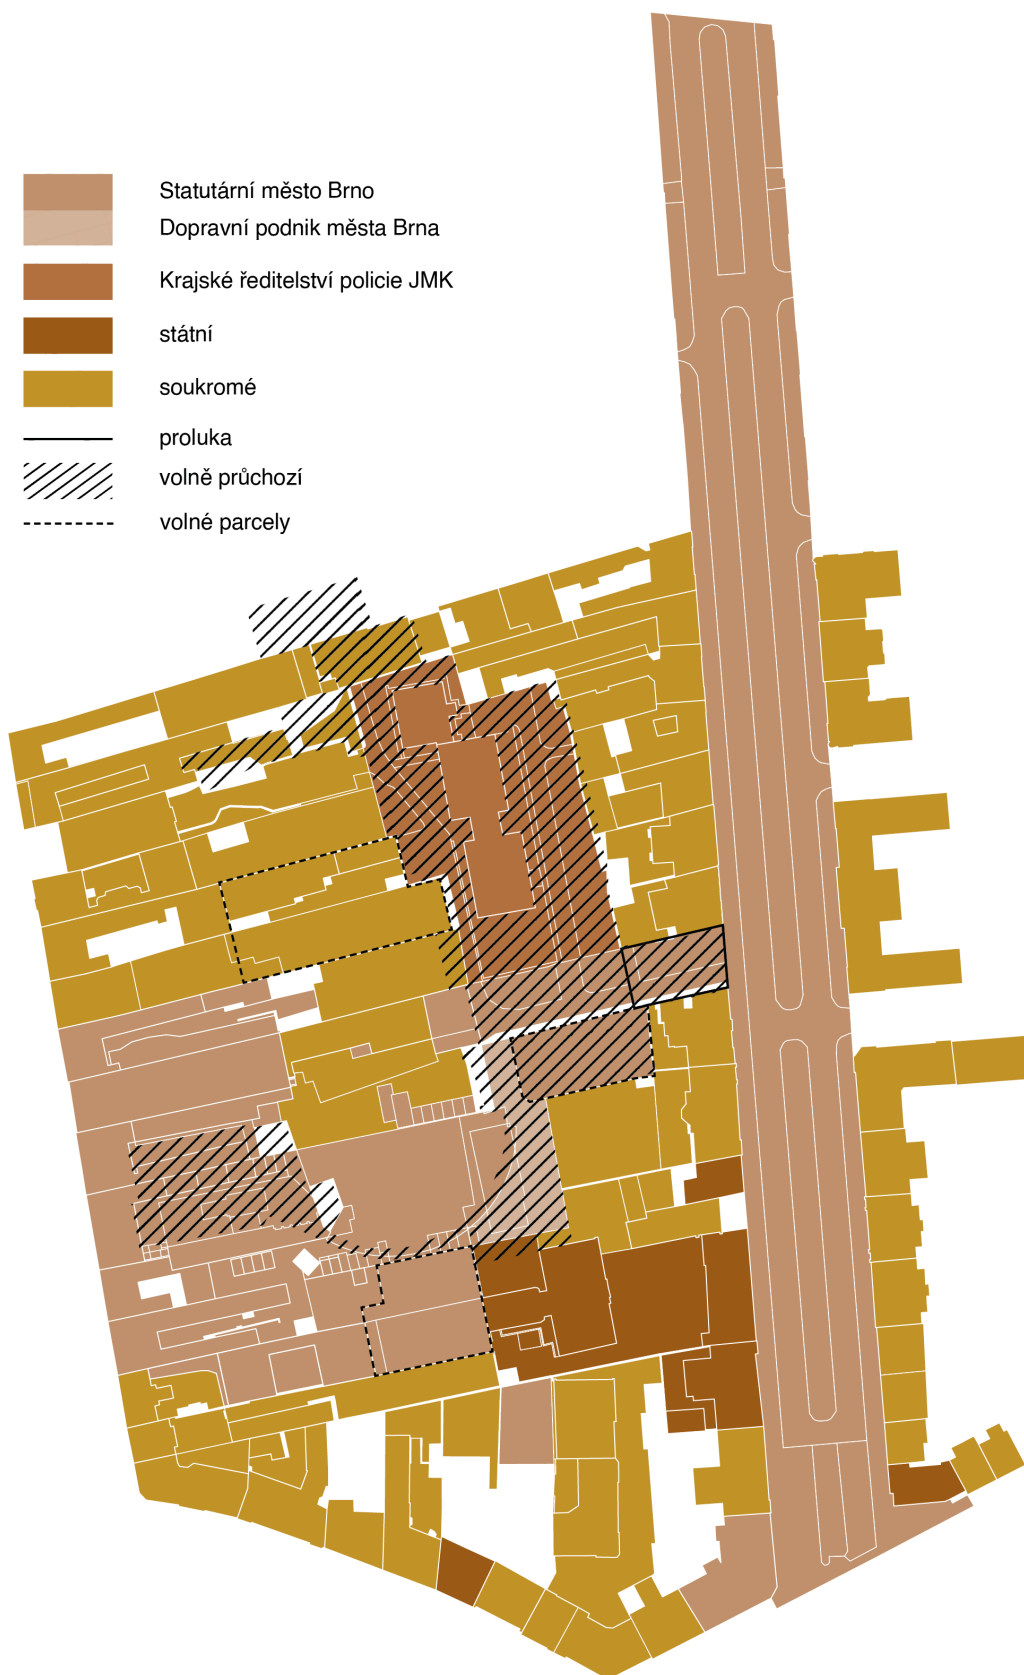 Statutární město Brno
Dopravní podnik města Brna
Krajské ředitelství policie JMK
státní
soukromé
proluka
volně průchozí
volné parcely